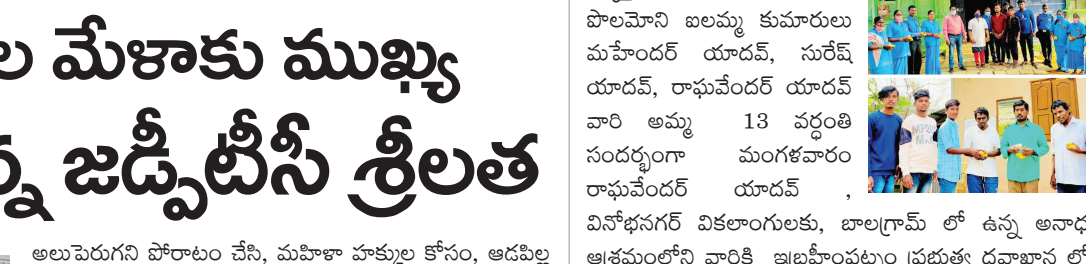 ల మేళాకు ముఖ్య
న్న జడ్పీటీసీ శ్రీలత
అలుపెరుగని పోరాటం చేసి, మహిళా హక్కుల కోసం, ఆడపిల్ల
పొలమోని ఐలమ్మ కుమారులు
మహేందర్ యాదవ్, సురేష్
యాదవ్, రాఘవేందర్ యాదవ్
వారి అమ్మ 13 వర్ధంతి
సందర్భంగా మంగళవారం
రాఘవేందర్ యాదవ్ ,
వినోభనగర్ వికలాంగులకు, బాలగ్రామ్ లో ఉన్న అనాధ
ఆశ్రమంలోని వారికి ఇబ్రహీంపట్నం ప్రభుత్వ దవాఖాన లో